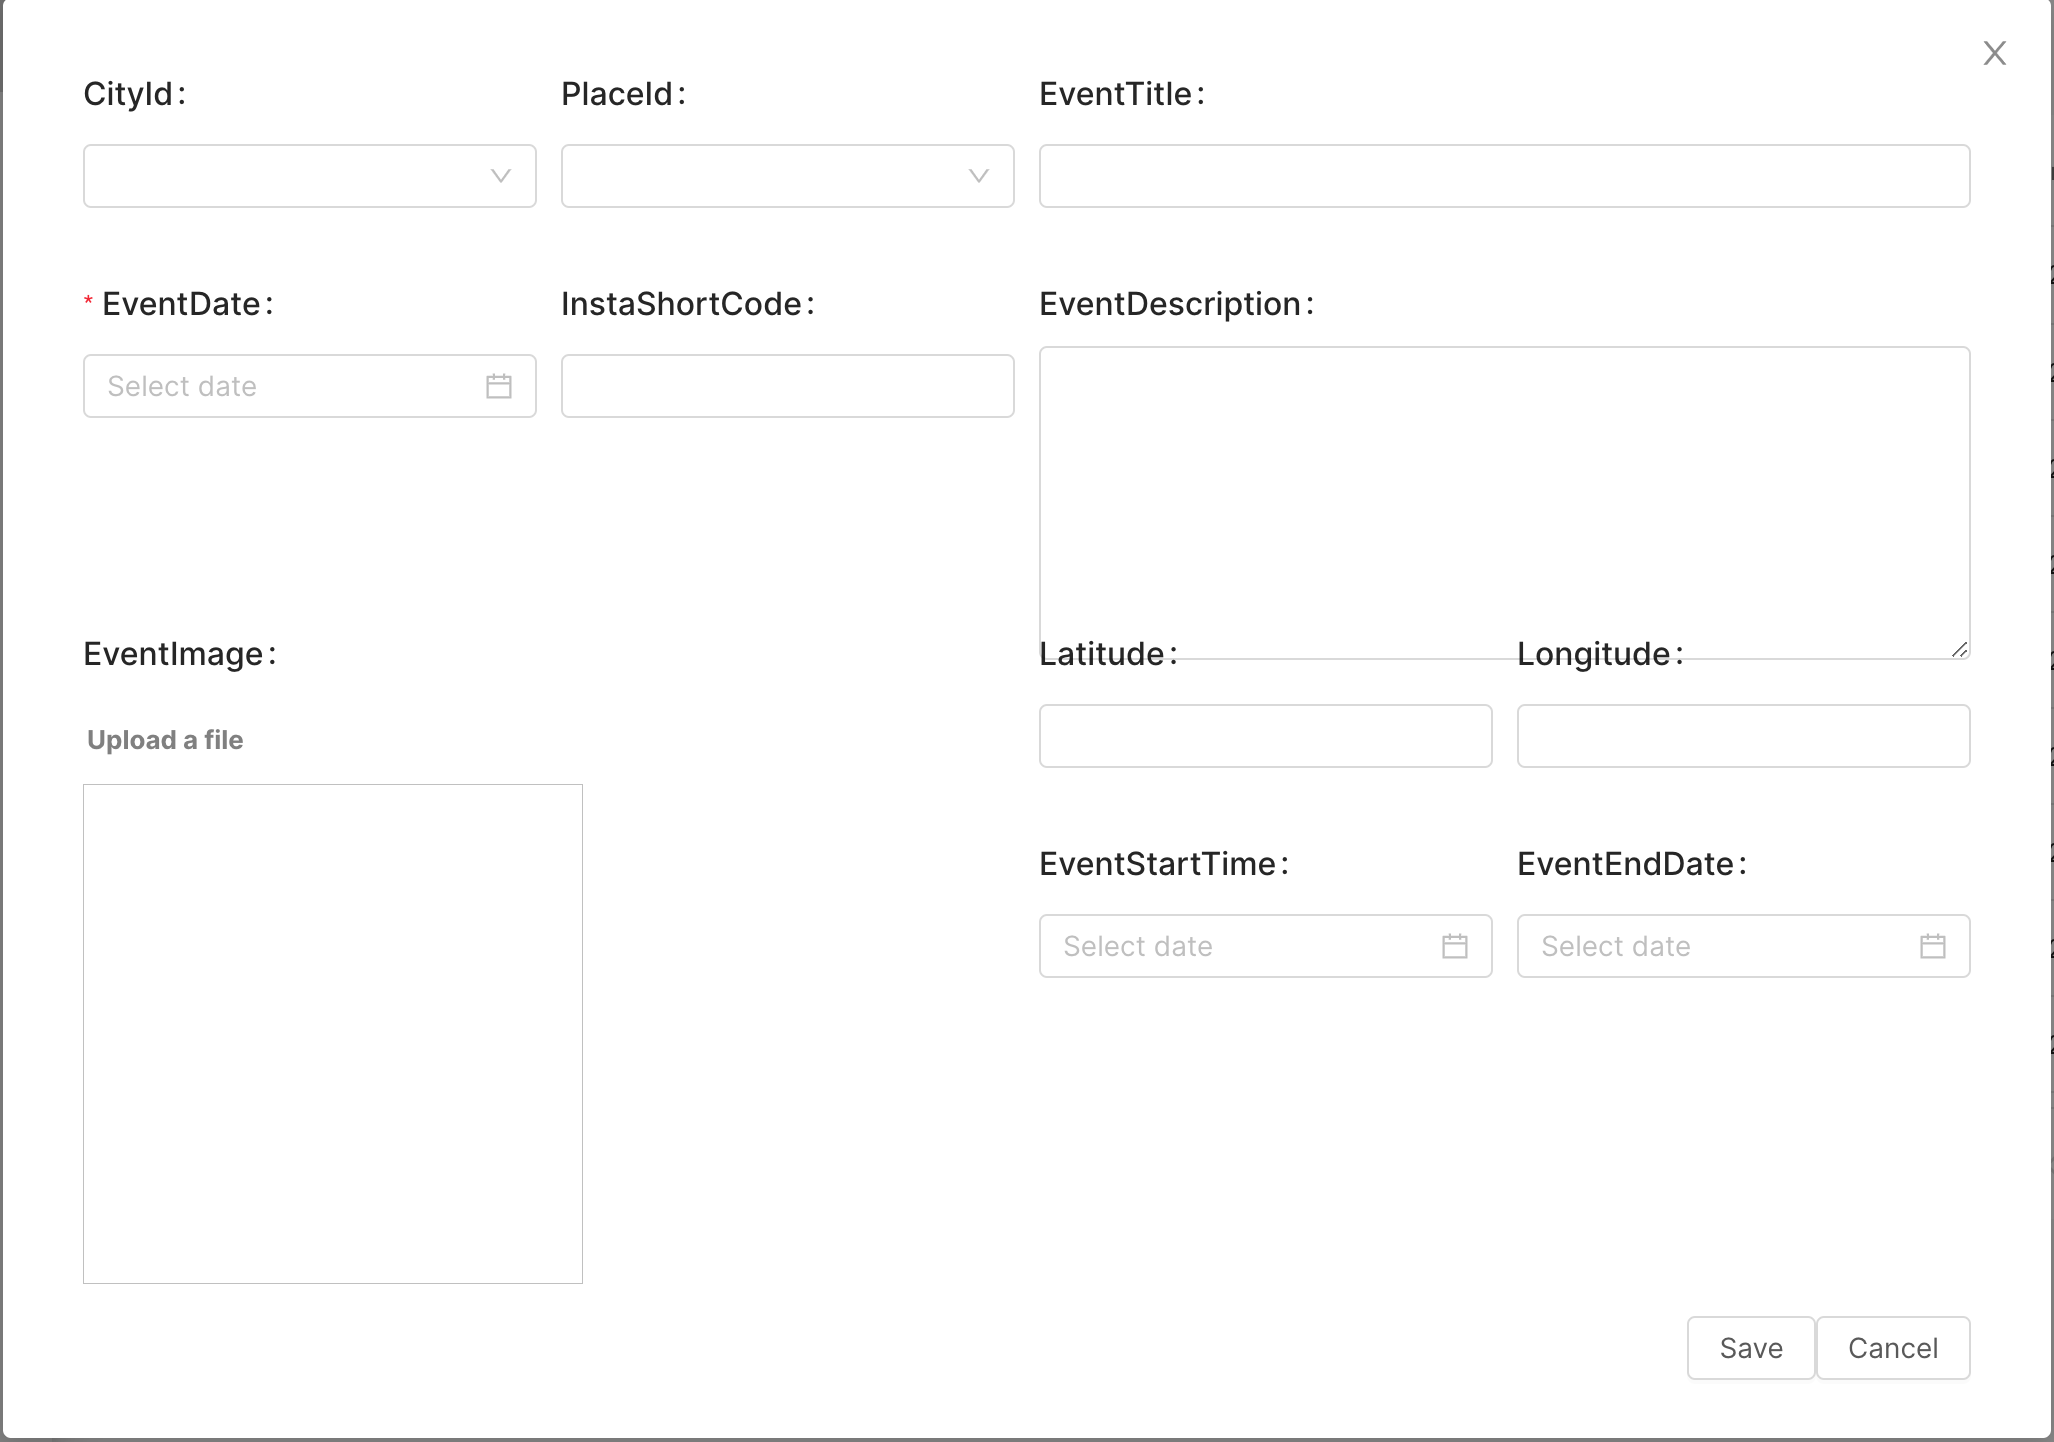 CityId:
PlaceId:
EventTitle:
* EventDate:
InstaShortCode:
EventDescription:
Select date
EventImage:
Latitude:
Longitude:
Upload a file
EventStartTime:
EventEndDate:
Select date
Select date
Save
Cancel